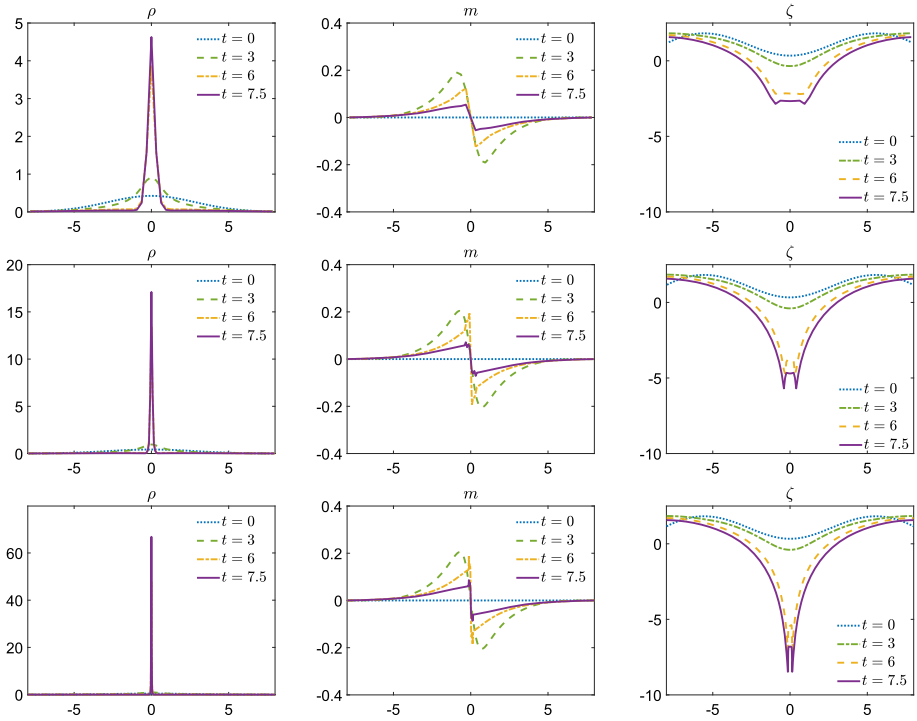 ρ
5
4
3
2
1
0
-5 0 5
t = 0
t = 3
t = 6
t = 7.5
m
0.4
0.2
0
-0.2
-0.4
-5 0 5
t = 0
t = 3
t = 6
t = 7.5
ζ
0
-5
-10
-5 0 5
t = 0
t = 3
t = 6
t = 7.5
ρ
20
15
10
5
0
-5 0 5
t = 0
t = 3
t = 6
t = 7.5
m
0.4
0.2
0
-0.2
-0.4
-5 0 5
t = 0
t = 3
t = 6
t = 7.5
ζ
0
-5
-10
-5 0 5
t = 0
t = 3
t = 6
t = 7.5
ρ
60
40
20
0
-5 0 5
t = 0
t = 3
t = 6
t = 7.5
m
0.4
0.2
0
-0.2
-0.4
-5 0 5
t = 0
t = 3
t = 6
t = 7.5
ζ
0
-5
-10
-5 0 5
t = 0
t = 3
t = 6
t = 7.5